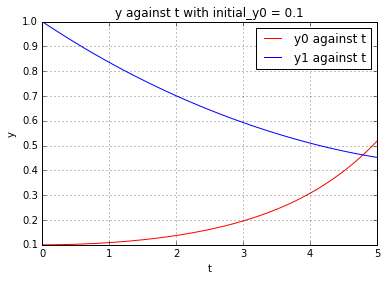 y against t with initial_y0 = 0.1
1.0
0.9
0.8
0.7
0.6
0.5
0.4
0.3
0.2
0.1
y
y0 against t
y1 against t
0 1 2 3 4 5
t